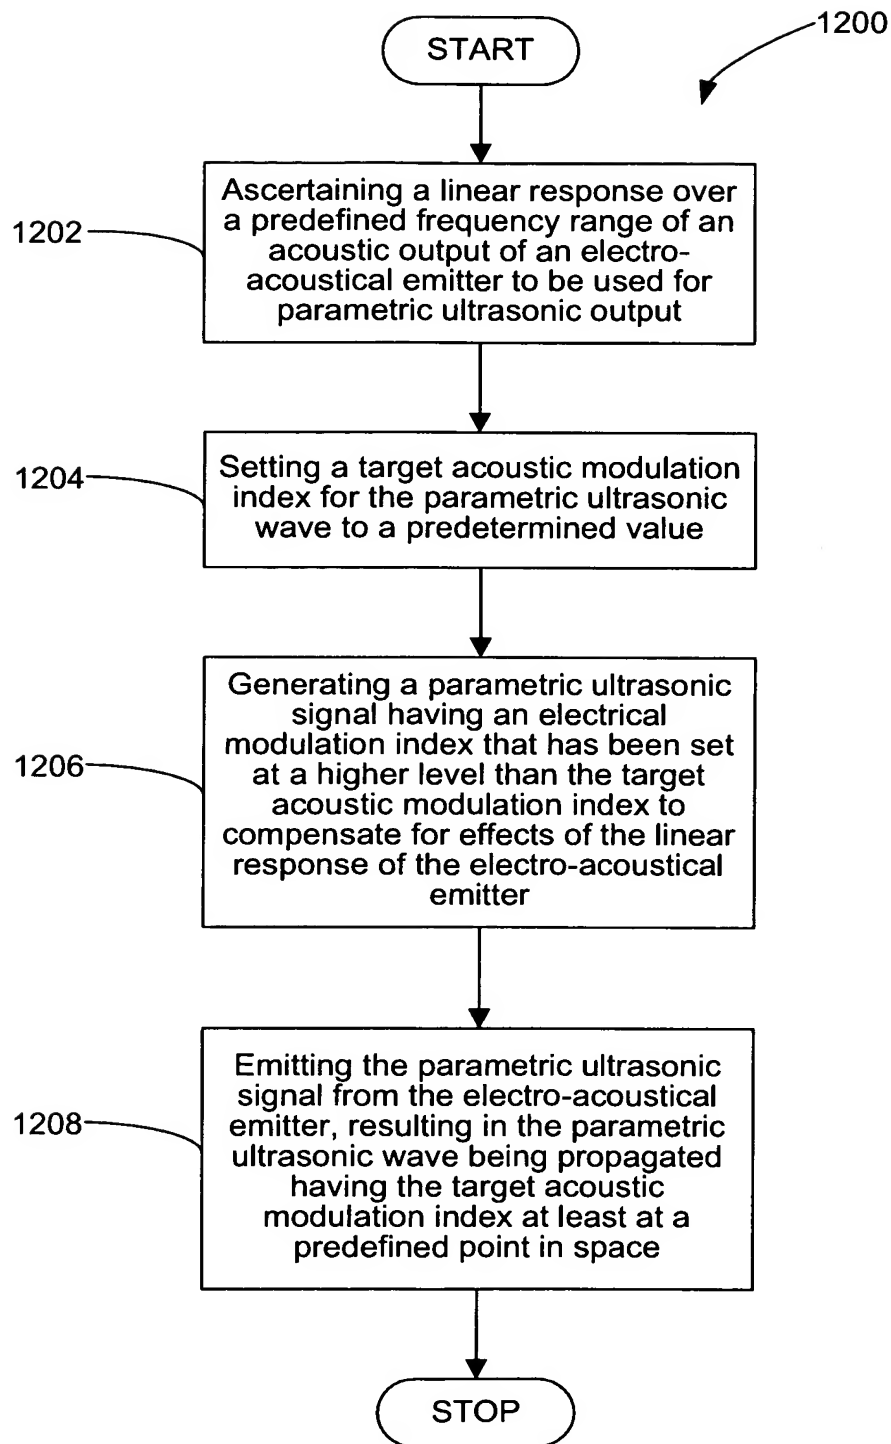 1200
START
1202
Ascertaining a linear response over
a predefined frequency range of an
acoustic output of an electro-
acoustical emitter to be used for
parametric ultrasonic output
1204
Setting a target acoustic modulation
index for the parametric ultrasonic
wave to a predetermined value
1206
Generating a parametric ultrasonic
signal having an electrical
modulation index that has been set
at a higher level than the target
acoustic modulation index to
compensate for effects of the linear
response of the electro-acoustical
emitter
1208
Emitting the parametric ultrasonic
signal from the electro-acoustical
emitter, resulting in the parametric
ultrasonic wave being propagated
having the target acoustic
modulation index at least at a
predefined point in space
STOP